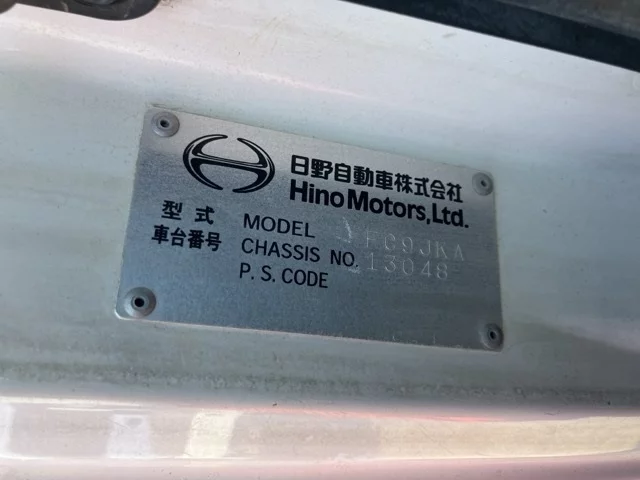 日野自動車株式会社
Hino Motors, Ltd.
型式 MODEL FC9JKA
車台番号 CHASSIS NO. 13048
P. S. CODE